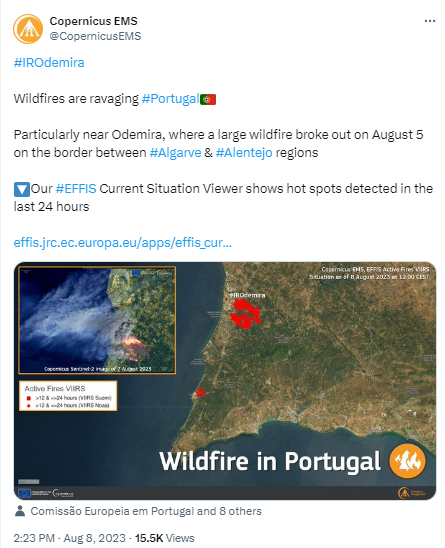 Copernicus EMS
@CopernicusEMS
#IROdemira
Wildfires are ravaging #Portugal
Particularly near Odemira, where a large wildfire broke out on August 5
on the border between #Algarve & #Alentejo regions
Our #EFFIS Current Situation Viewer shows hot spots detected in the
last 24 hours
effis.jrc.ec.europa.eu/apps/effis_cur...
Copernicus EMS, EFFIS Active Fires VIIRS
Situation as of 8 August 2023 at 12:00 CEST
#IROdemira
Copernicus Sentinel-2 image of 7 August 2023
Active Fires VIIRS
>12 & <=24 hours (VIIRS Suomi)
>12 & <=24 hours (VIIRS Noaa)
Wildfire in Portugal
Comissão Europeia em Portugal and 8 others
2:23 PM · Aug 8, 2023 · 15.5K Views